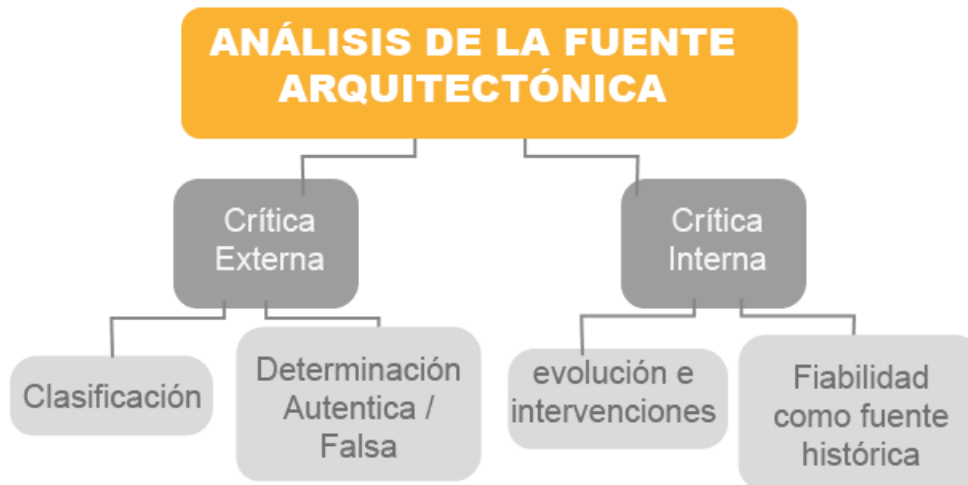 ANÁLISIS DE LA FUENTE
ARQUITECTÓNICA
Crítica
Externa
Crítica
Interna
Clasificación
Determinación
Autentica /
Falsa
evolución e
intervenciones
Fiabilidad
como fuente
histórica